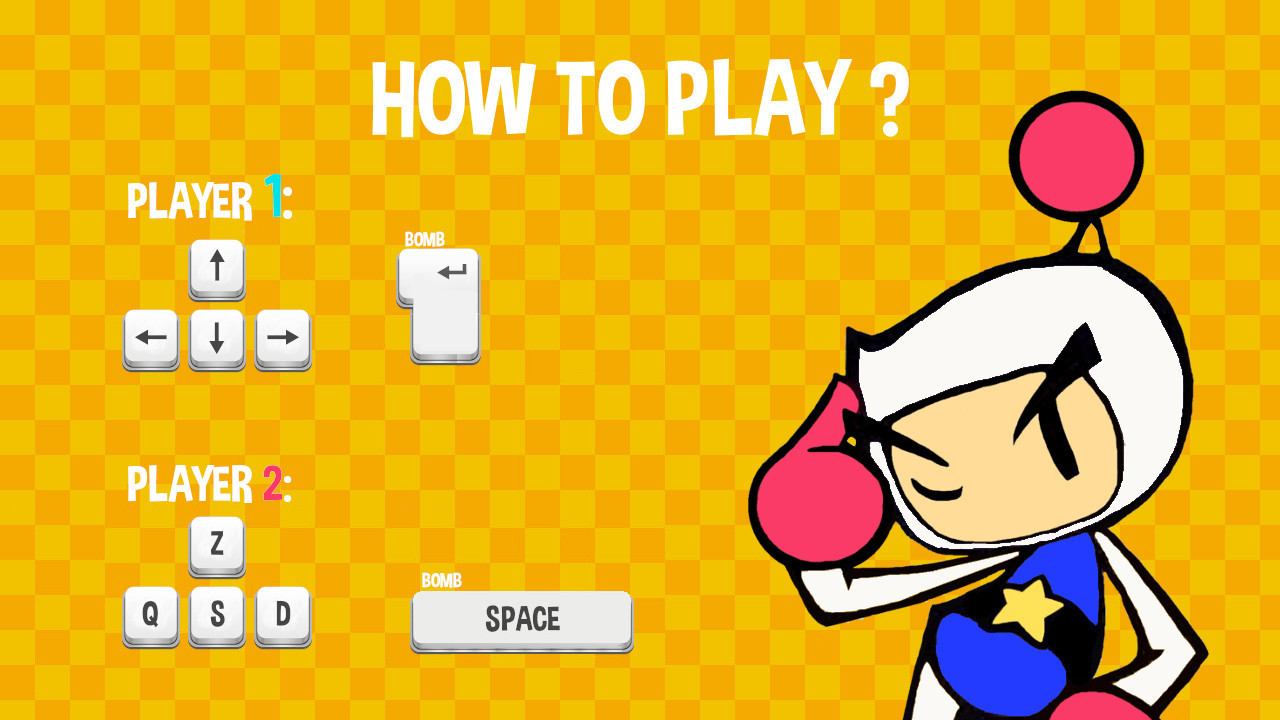 HOW TO PLAY ?
PLAYER 1:
BOMB
↑
← ↓ →
↵
PLAYER 2:
Z
Q S D
BOMB
SPACE